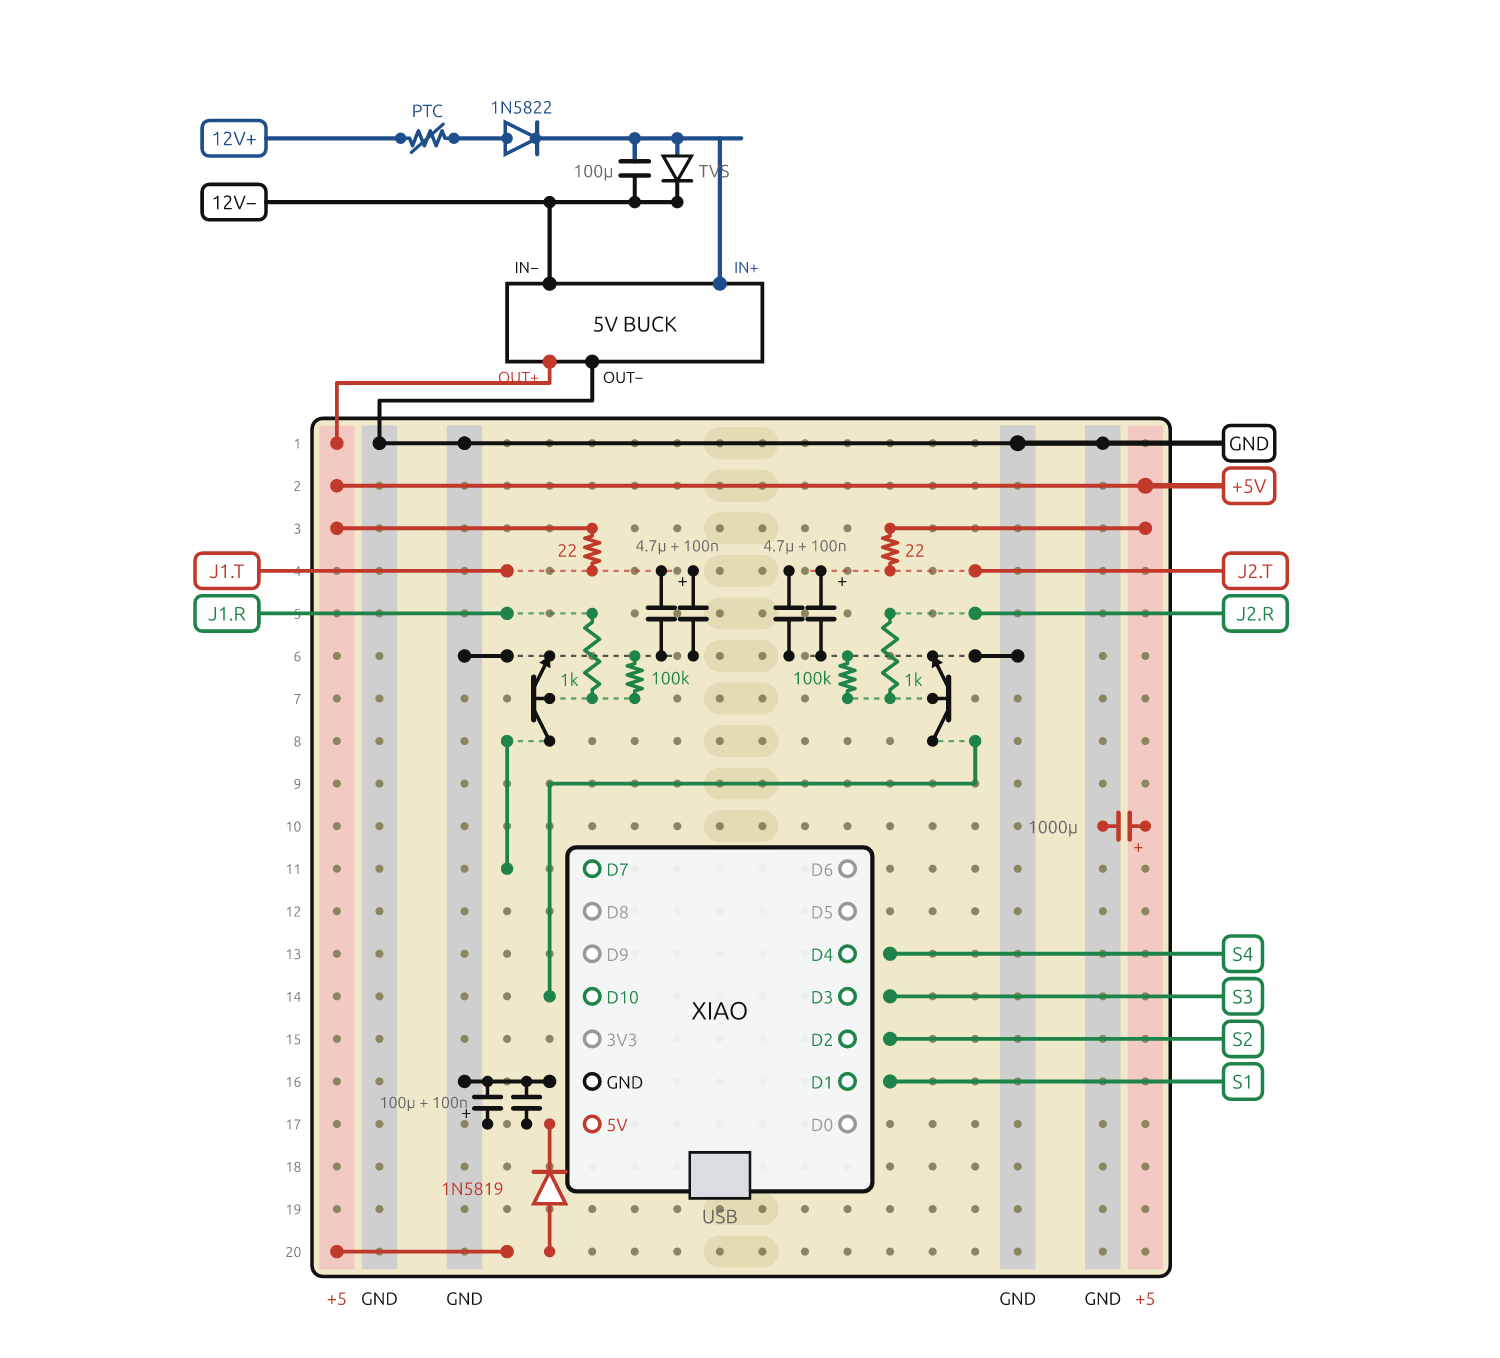 PTC
1N5822
12V+
100µ
TVS
12V−
IN−
IN+
5V BUCK
OUT+
OUT−
1
GND
2
+5V
3
4.7µ + 100n
4.7µ + 100n
22
22
J1.T
4
+
+
J2.T
J1.R
5
J2.R
6
1k
100k
100k
1k
7
8
9
10
1000µ
+
11
D7
D6
12
D8
D5
13
D9
D4
S4
14
D10
D3
S3
XIAO
15
3V3
D2
S2
16
GND
D1
S1
100µ + 100n
+
17
5V
D0
18
1N5819
19
USB
20
+5
GND
GND
GND
GND
+5